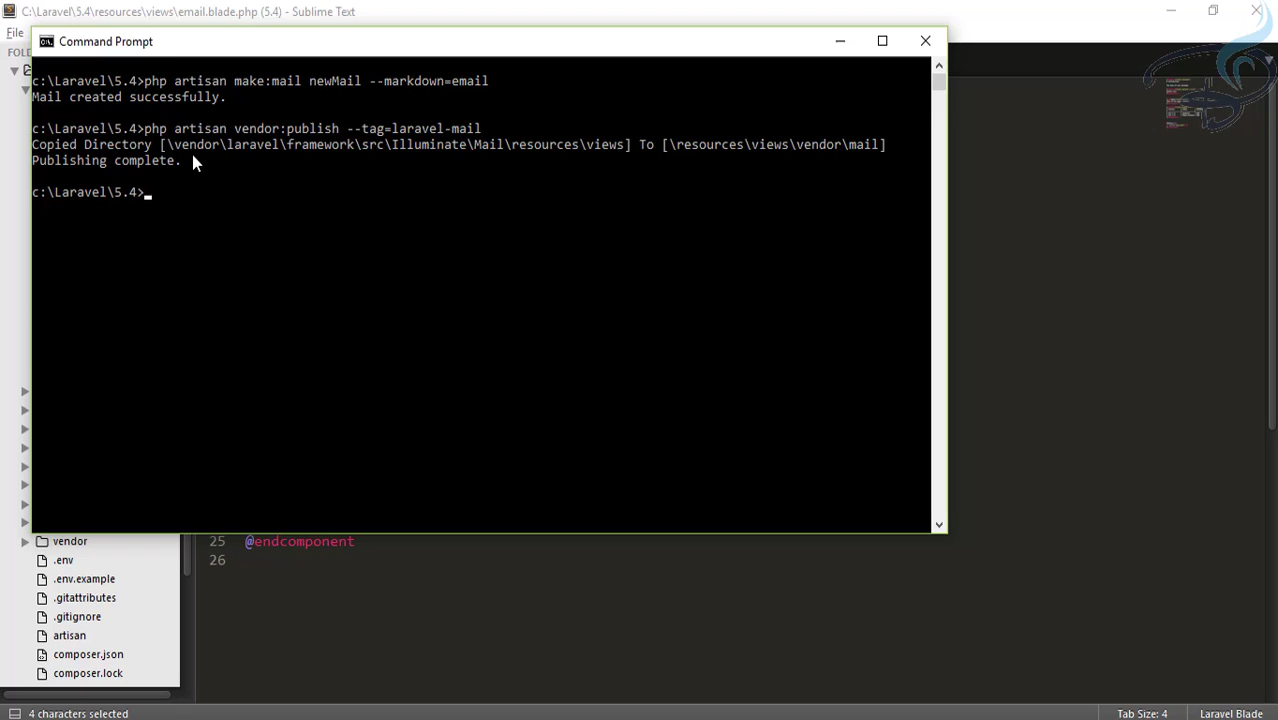 C:\Laravel\5.4\resources\views\email.blade.php (5.4) - Sublime Text
File
Command Prompt
c:\Laravel\5.4>php artisan make:mail newMail --markdown=email
Mail created successfully.
c:\Laravel\5.4>php artisan vendor:publish --tag=laravel-mail
Copied Directory [\vendor\laravel\framework\src\Illuminate\Mail\resources\views] To [\resources\views\vendor\mail]
Publishing complete.
c:\Laravel\5.4>
vendor
.env
.env.example
.gitattributes
.gitignore
artisan
composer.json
composer.lock
25 @endcomponent
26
4 characters selected
Tab Size: 4
Laravel Blade